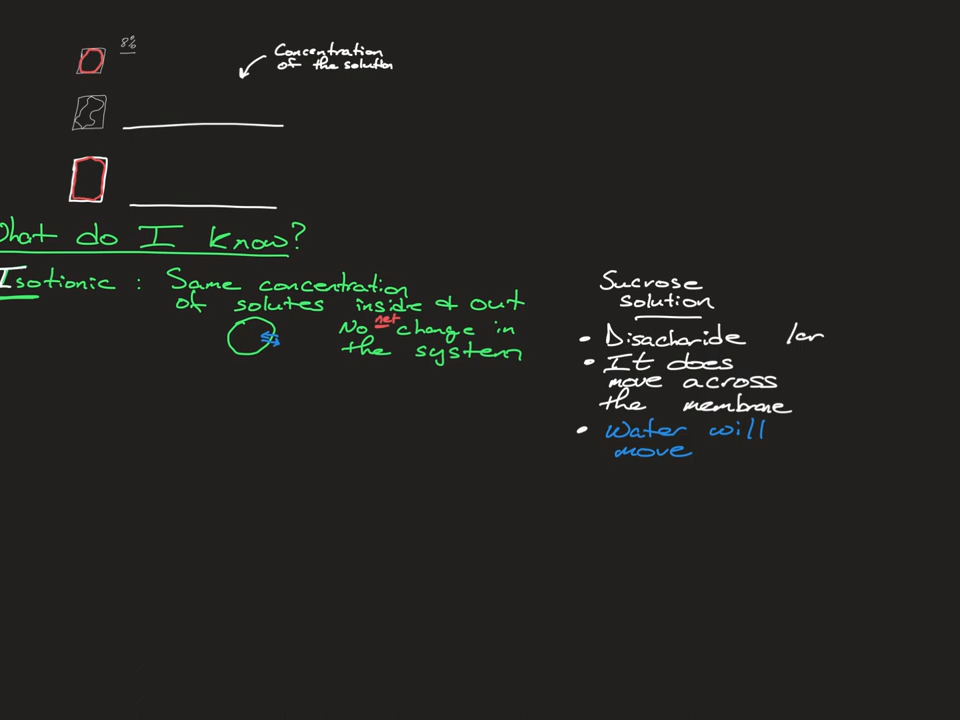 8%
Concentration
of the solution
What do I know?
Isotionic : Same concentration
of solutes inside & out
No net change in
the system
Sucrose
solution
• Disacharide
• It does
move across
the membrane
• Water will
move